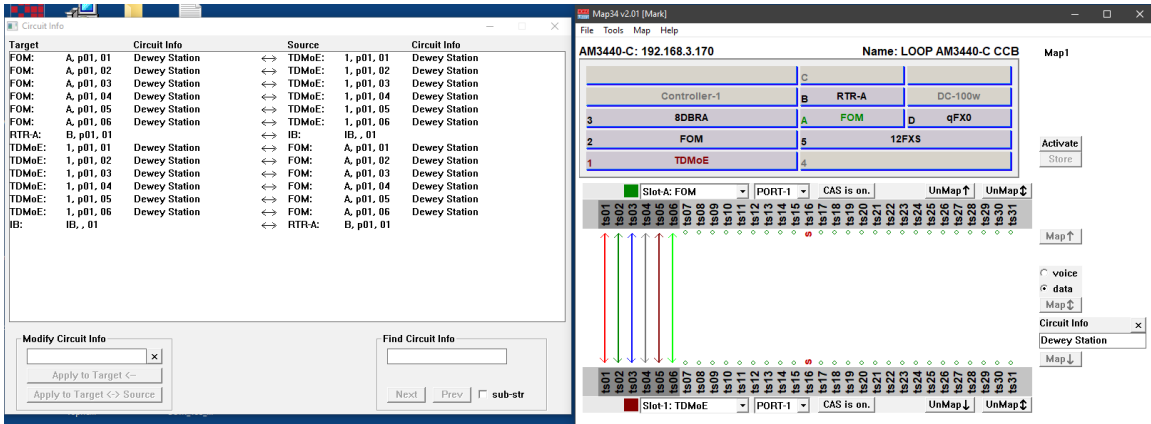 Circuit Info
Target Circuit Info Source Circuit Info
FOM: A, p01, 01 Dewey Station <-> TDMoE: 1, p01, 01 Dewey Station
FOM: A, p01, 02 Dewey Station <-> TDMoE: 1, p01, 02 Dewey Station
FOM: A, p01, 03 Dewey Station <-> TDMoE: 1, p01, 03 Dewey Station
FOM: A, p01, 04 Dewey Station <-> TDMoE: 1, p01, 04 Dewey Station
FOM: A, p01, 05 Dewey Station <-> TDMoE: 1, p01, 05 Dewey Station
FOM: A, p01, 06 Dewey Station <-> TDMoE: 1, p01, 06 Dewey Station
RTR-A: B, p01, 01 <-> IB: IB, , 01
TDMoE: 1, p01, 01 Dewey Station <-> FOM: A, p01, 01 Dewey Station
TDMoE: 1, p01, 02 Dewey Station <-> FOM: A, p01, 02 Dewey Station
TDMoE: 1, p01, 03 Dewey Station <-> FOM: A, p01, 03 Dewey Station
TDMoE: 1, p01, 04 Dewey Station <-> FOM: A, p01, 04 Dewey Station
TDMoE: 1, p01, 05 Dewey Station <-> FOM: A, p01, 05 Dewey Station
TDMoE: 1, p01, 06 Dewey Station <-> FOM: A, p01, 06 Dewey Station
IB: IB, , 01 <-> RTR-A: B, p01, 01
Modify Circuit Info
x
Apply to Target <--
Apply to Target <-> Source
Find Circuit Info
Next Prev sub-str
Map34 v2.01 [Mark]
File Tools Map Help
AM3440-C: 192.168.3.170 Name: LOOP AM3440-C CCB Map1
C
Controller-1 B RTR-A DC-100w
3 8DBRA A FOM D qFX0
2 FOM 5 12FXS
1 TDMoE 4
Activate
Store
Slot-A: FOM PORT-1 CAS is on. UnMap↑ UnMap↕
ts01 ts02 ts03 ts04 ts05 ts06 ts07 ts08 ts09 ts10 ts11 ts12 ts13 ts14 ts15 ts16 ts17 ts18 ts19 ts20 ts21 ts22 ts23 ts24 ts25 ts26 ts27 ts28 ts29 ts30 ts31
s
Map↑
voice
data
Map↕
Circuit Info x
Dewey Station
Map↓
s
ts01 ts02 ts03 ts04 ts05 ts06 ts07 ts08 ts09 ts10 ts11 ts12 ts13 ts14 ts15 ts16 ts17 ts18 ts19 ts20 ts21 ts22 ts23 ts24 ts25 ts26 ts27 ts28 ts29 ts30 ts31
Slot-1: TDMoE PORT-1 CAS is on. UnMap↓ UnMap↕